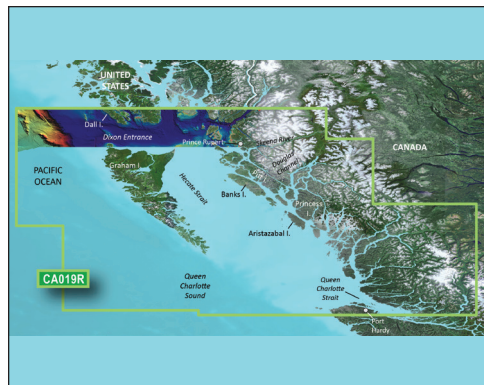 UNITED
STATES
Dall I.
Dixon Entrance
Prince Rupert
Skeena River
CANADA
Douglas
Channel
PACIFIC
OCEAN
Graham I.
Hecate Strait
Banks I.
Princess
Aristazabal I.
CA019R
Queen
Charlotte
Sound
Queen
Charlotte
Strait
Port
Hardy